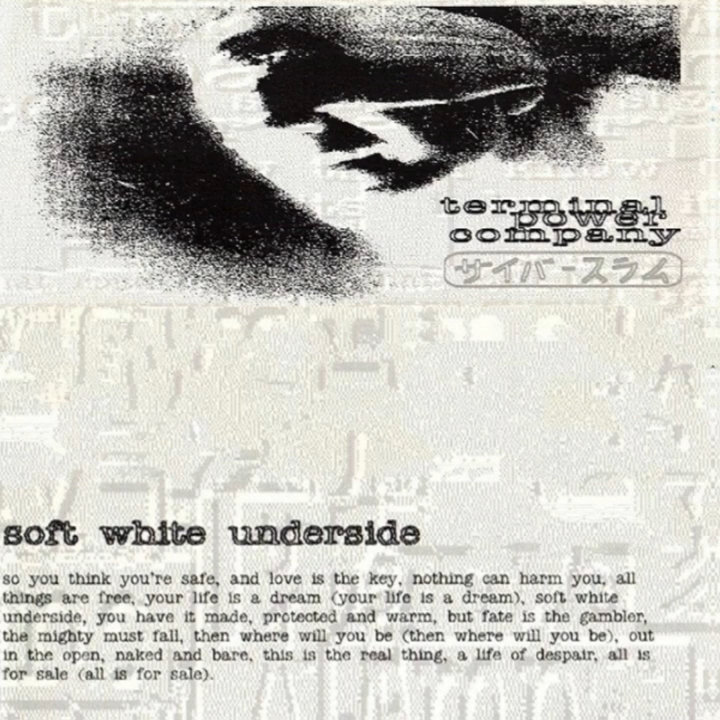 terminal
power
company
サイバースラム
soft white underside
so you think you're safe, and love is the key, nothing can harm you, all
things are free, your life is a dream (your life is a dream), soft white
underside, you have it made, protected and warm, but fate is the gambler,
the mighty must fall, then where will you be (then where will you be), out
in the open, naked and bare, this is the real thing, a life of despair, all is
for sale (all is for sale).